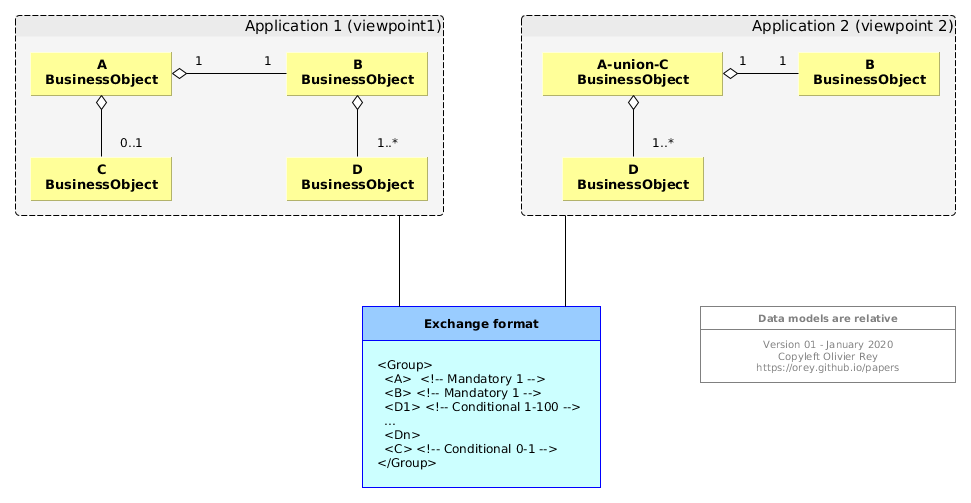 Application 1 (viewpoint1)
A
BusinessObject
1
1
B
BusinessObject
0..1
1..*
C
BusinessObject
D
BusinessObject
Application 2 (viewpoint 2)
A-union-C
BusinessObject
1
1
B
BusinessObject
1..*
D
BusinessObject
Exchange format
<Group>
<A> <!-- Mandatory 1 -->
<B> <!-- Mandatory 1 -->
<D1> <!-- Conditional 1-100 -->
...
<Dn>
<C> <!-- Conditional 0-1 -->
</Group>
Data models are relative
Version 01 - January 2020
Copyleft Olivier Rey
https://orey.github.io/papers